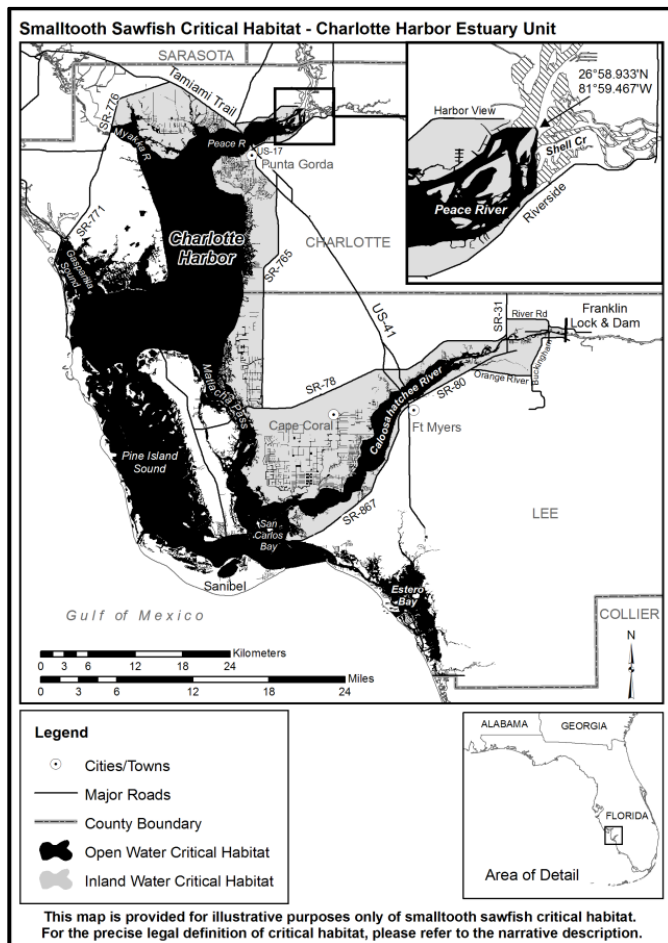 Smalltooth Sawfish Critical Habitat - Charlotte Harbor Estuary Unit
SARASOTA
Tamiami Trail
SR-776
Myakka R
Peace R
US-17
Punta Gorda
26°58.933'N
81°59.467'W
Harbor View
Shell Cr
Peace River
Riverside
SR-771
Gasparilla Sound
Charlotte
Harbor
CHARLOTTE
SR-765
US-41
SR-31
River Rd
Franklin
Lock & Dam
Buckingham
Orange River
SR-78
SR-80
Matlacha Pass
Cape Coral
Caloosahatchee River
Ft Myers
Pine Island
Sound
SR-867
San
Carlos
Bay
LEE
Sanibel
Estero
Bay
Gulf of Mexico
COLLIER
N
Kilometers
0 3 6 12 18 24
Miles
0 3 6 12 18 24
Legend
Cities/Towns
Major Roads
County Boundary
Open Water Critical Habitat
Inland Water Critical Habitat
ALABAMA
GEORGIA
FLORIDA
Area of Detail
This map is provided for illustrative purposes only of smalltooth sawfish critical habitat.
For the precise legal definition of critical habitat, please refer to the narrative description.